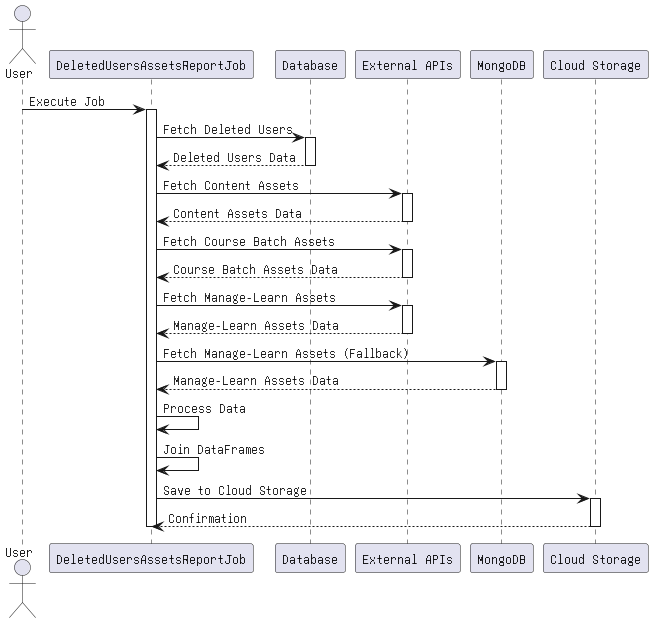 User
DeletedUsersAssetsReportJob
Database
External APIs
MongoDB
Cloud Storage
Execute Job
Fetch Deleted Users
Deleted Users Data
Fetch Content Assets
Content Assets Data
Fetch Course Batch Assets
Course Batch Assets Data
Fetch Manage-Learn Assets
Manage-Learn Assets Data
Fetch Manage-Learn Assets (Fallback)
Manage-Learn Assets Data
Process Data
Join DataFrames
Save to Cloud Storage
Confirmation
User
DeletedUsersAssetsReportJob
Database
External APIs
MongoDB
Cloud Storage